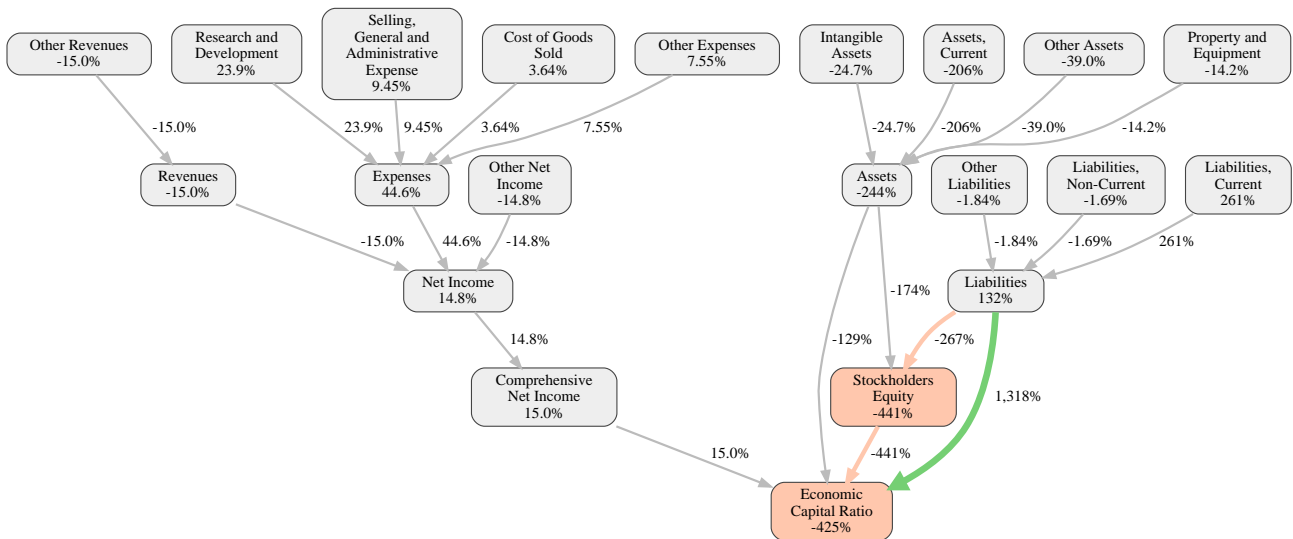 Other Revenues
-15.0%
Research and
Development
23.9%
Selling,
General and
Administrative
Expense
9.45%
Cost of Goods
Sold
3.64%
Other Expenses
7.55%
Intangible
Assets
-24.7%
Assets,
Current
-206%
Other Assets
-39.0%
Property and
Equipment
-14.2%
-15.0%
23.9%
9.45%
3.64%
7.55%
-24.7%
-206%
-39.0%
-14.2%
Revenues
-15.0%
Expenses
44.6%
Other Net
Income
-14.8%
Assets
-244%
Other
Liabilities
-1.84%
Liabilities,
Non-Current
-1.69%
Liabilities,
Current
261%
-15.0%
44.6%
-14.8%
-1.84%
-1.69%
261%
Net Income
14.8%
Liabilities
132%
14.8%
-129%
-174%
-267%
Comprehensive
Net Income
15.0%
Stockholders
Equity
-441%
1,318%
15.0%
-441%
Economic
Capital Ratio
-425%